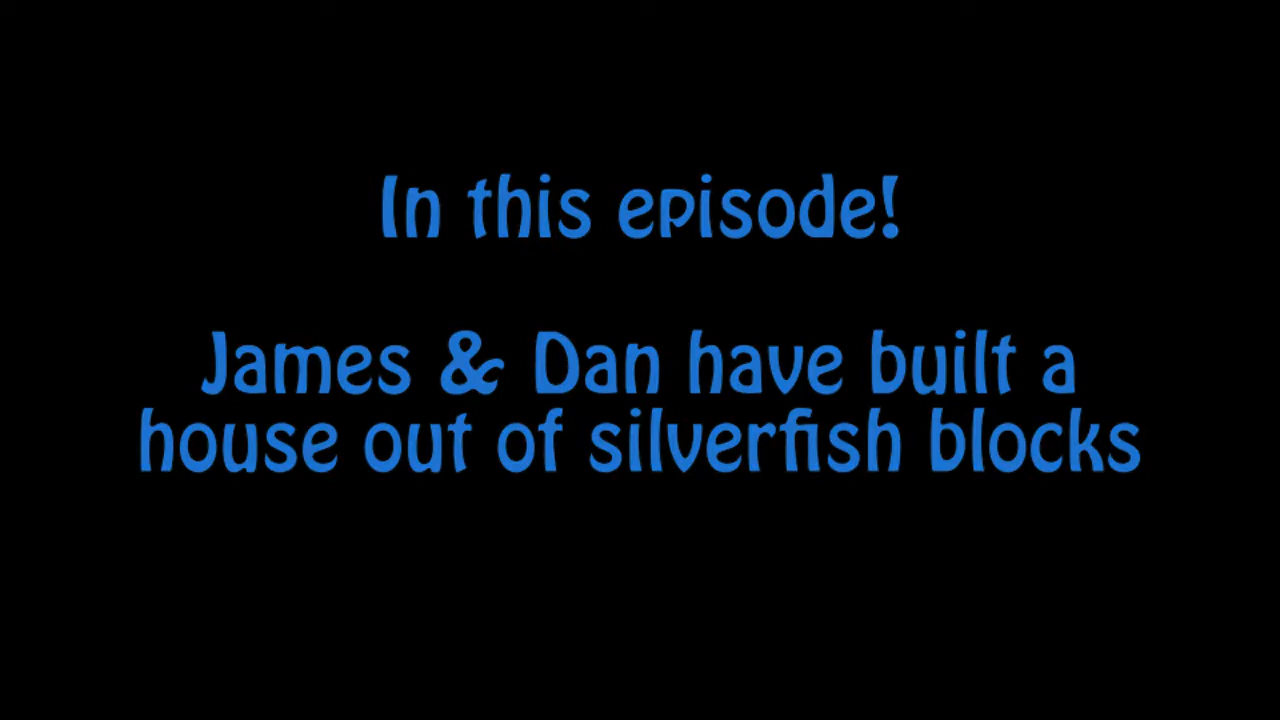 In this episode!
James & Dan have built a
house out of silverfish blocks